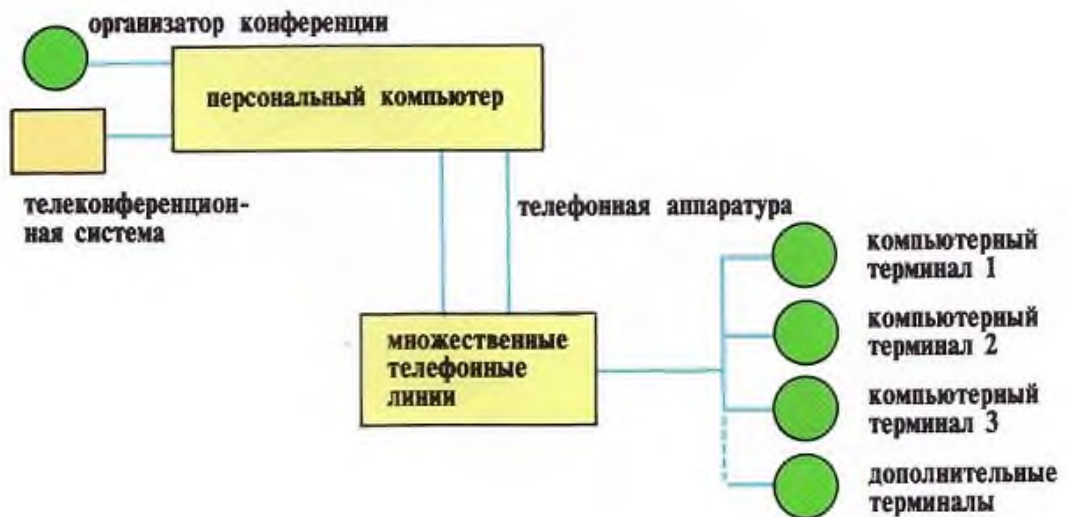 организатор конференции
персональный компьютер
телеконференцион-
ная система
телефонная аппаратура
компьютерный
терминал 1
множественные
телефонные
линии
компьютерный
терминал 2
компьютерный
терминал 3
дополнительные
терминалы